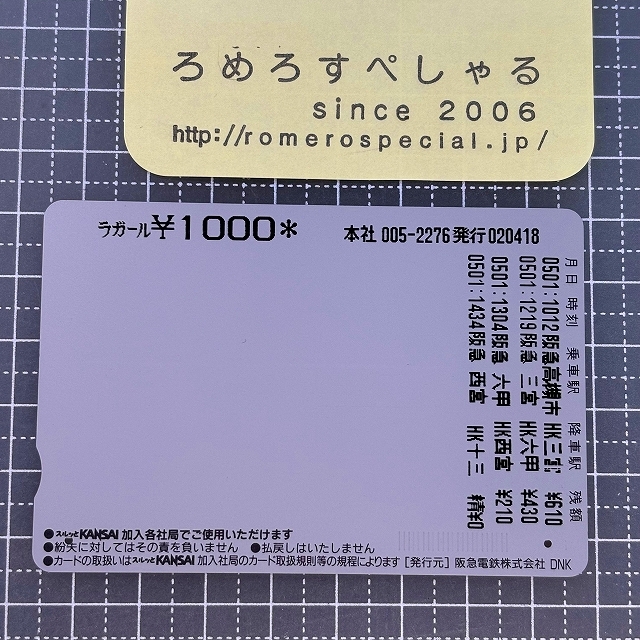 ろめろすぺしゃる
since 2006
http://romerospecial.jp/
ラガール¥1000*
本社 005-2276発行020418
月日 時刻 乗車駅 降車駅 残額
0501:1012阪急高槻市 HK三宮 ¥610
0501:1219阪急 三宮 HK六甲 ¥430
0501:1304阪急 六甲 HK西宮 ¥210
0501:1434阪急 西宮 HK十三 精知
●スルッとKANSAI 加入各社局でご使用いただけます
●紛失に対してはその責を負いません ●払戻しはいたしません
●カードの取扱いはスルッとKANSAI 加入社局のカード取扱規則等の規程によります [発行元] 阪急電鉄株式会社 DNK